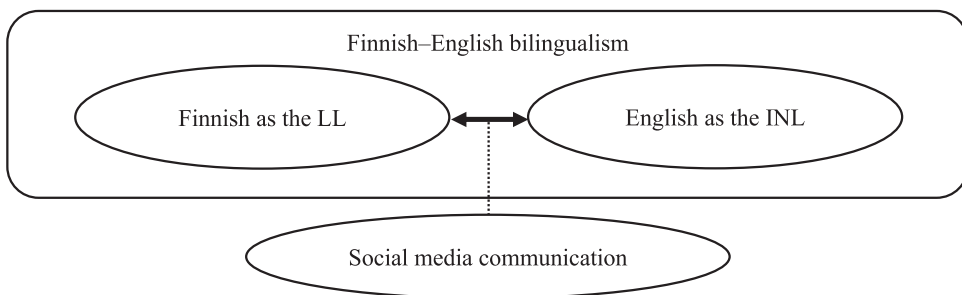 Finnish–English bilingualism
Finnish as the LL
English as the INL
Social media communication